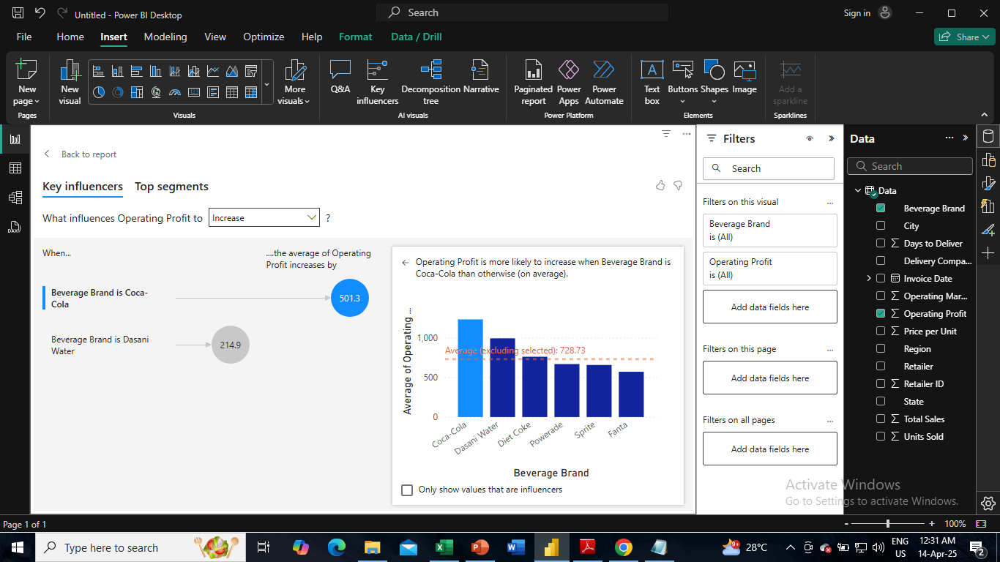 Untitled - Power BI Desktop
Search
Sign in
File
Home
Insert
Modeling
View
Optimize
Help
Format
Data / Drill
Share
New page
Pages
New visual
More visuals
Visuals
Q&A
Key influencers
Decomposition tree
Narrative
AI visuals
Paginated report
Power Apps
Power Automate
Power Platform
Text box
Buttons
Shapes
Image
Elements
Add a sparkline
Sparklines
Back to report
Key influencers
Top segments
What influences Operating Profit to
Increase
?
When...
....the average of Operating
Profit increases by
Beverage Brand is Coca-
Cola
501.3
Beverage Brand is Dasani
Water
214.9
Operating Profit is more likely to increase when Beverage Brand is
Coca-Cola than otherwise (on average).
Average of Operating ...
1,000
500
0
Average (excluding selected): 728.73
Coca-Cola
Dasani Water
Diet Coke
Powerade
Sprite
Fanta
Beverage Brand
Only show values that are influencers
Filters
Search
Filters on this visual
...
Beverage Brand
is (All)
Operating Profit
is (All)
Add data fields here
Filters on this page
...
Add data fields here
Filters on all pages
...
Add data fields here
Data
Search
Data
Beverage Brand
City
Days to Deliver
Delivery Compa...
Invoice Date
Operating Mar...
Operating Profit
Price per Unit
Region
Retailer
Retailer ID
State
Total Sales
Units Sold
Activate Windows
Go to Settings to activate Windows.
DAX
Page 1 of 1
- + 100%
Type here to search
9+
28°C
ENG
US
12:31 AM
14-Apr-25
2